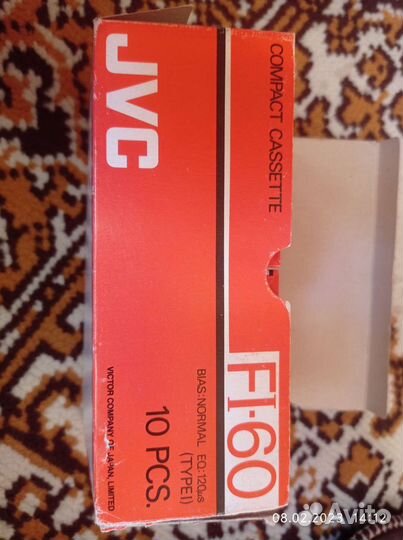 JVC
COMPACT CASSETTE
FI-60
BIAS:NORMAL EQ:120µs
(TYPE I)
10 PCS.
VICTOR COMPANY OF JAPAN, LIMITED
08.02.2023 14:12
Avito